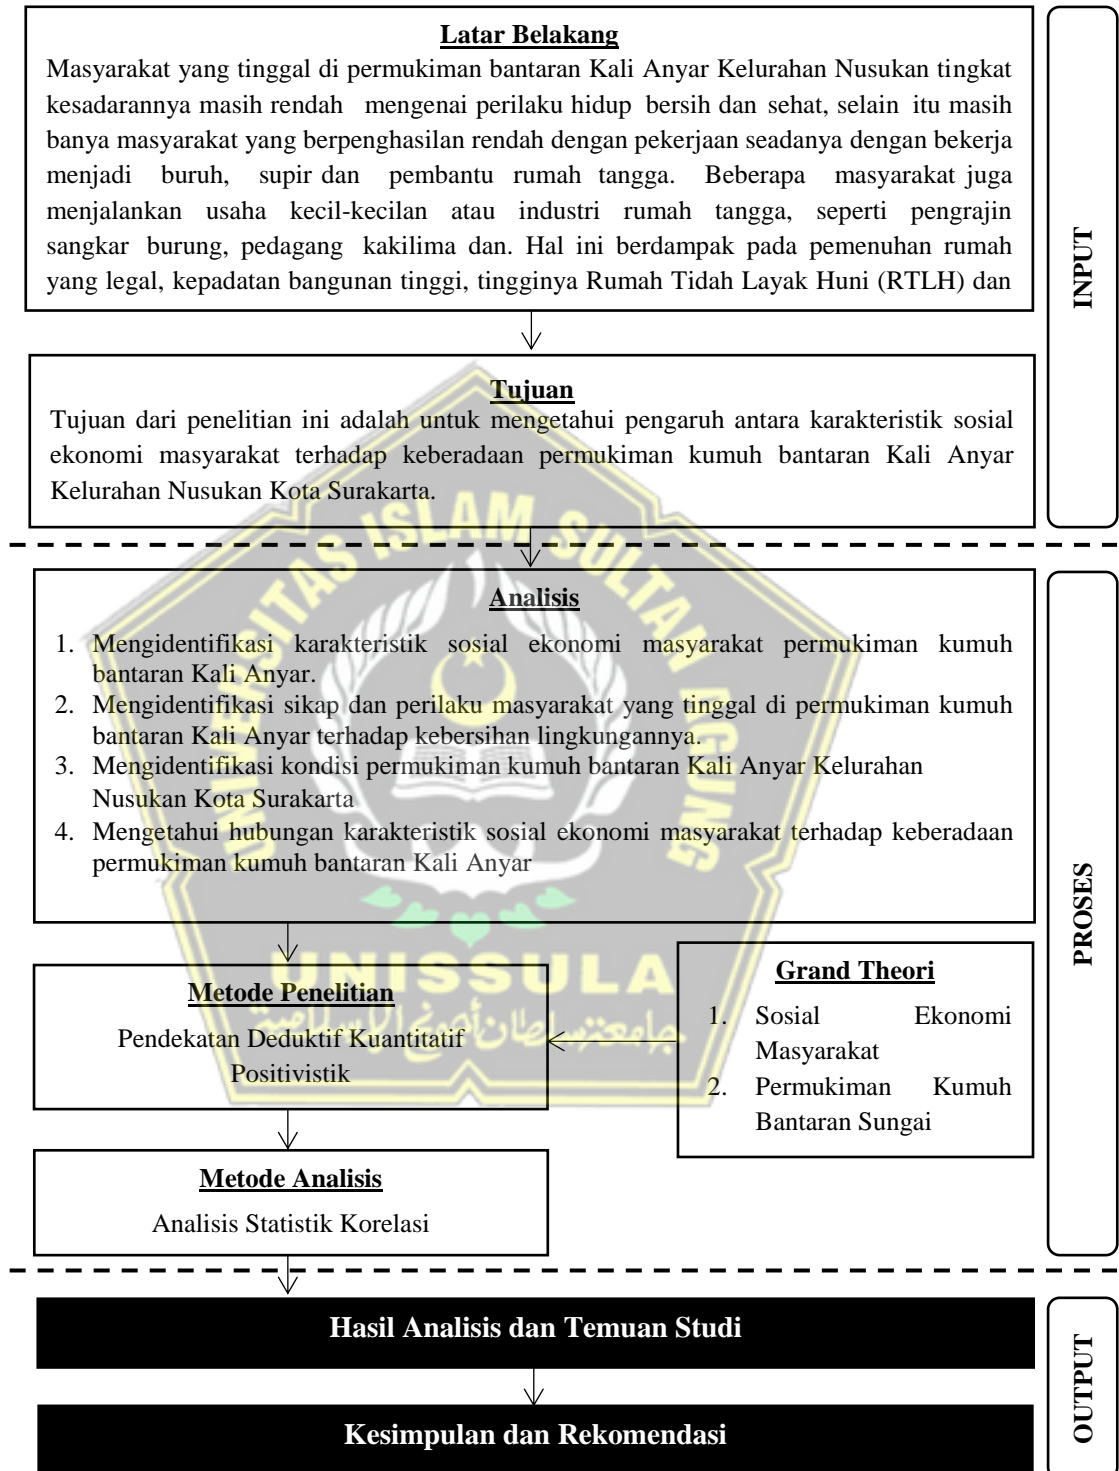 Latar Belakang
Masyarakat yang tinggal di permukiman bantaran Kali Anyar Kelurahan Nusukan tingkat
kesadarannya masih rendah mengenai perilaku hidup bersih dan sehat, selain itu masih
banya masyarakat yang berpenghasilan rendah dengan pekerjaan seadanya dengan bekerja
menjadi buruh, supir dan pembantu rumah tangga. Beberapa masyarakat juga
menjalankan usaha kecil-kecilan atau industri rumah tangga, seperti pengrajin
sangkar burung, pedagang kakilima dan. Hal ini berdampak pada pemenuhan rumah
yang legal, kepadatan bangunan tinggi, tingginya Rumah Tidah Layak Huni (RTLH) dan
INPUT
Tujuan
Tujuan dari penelitian ini adalah untuk mengetahui pengaruh antara karakteristik sosial
ekonomi masyarakat terhadap keberadaan permukiman kumuh bantaran Kali Anyar
Kelurahan Nusukan Kota Surakarta.
UNIVERSITAS ISLAM SULTAN AGUNG
Analisis
1. Mengidentifikasi karakteristik sosial ekonomi masyarakat permukiman kumuh
bantaran Kali Anyar.
2. Mengidentifikasi sikap dan perilaku masyarakat yang tinggal di permukiman kumuh
bantaran Kali Anyar terhadap kebersihan lingkungannya.
3. Mengidentifikasi kondisi permukiman kumuh bantaran Kali Anyar Kelurahan
Nusukan Kota Surakarta
4. Mengetahui hubungan karakteristik sosial ekonomi masyarakat terhadap keberadaan
permukiman kumuh bantaran Kali Anyar
PROSES
UNISSULA
جامعة سلطان أجونج الإسلامية
Metode Penelitian
Pendekatan Deduktif Kuantitatif
Positivistik
Grand Theori
1. Sosial Ekonomi
Masyarakat
2. Permukiman Kumuh
Bantaran Sungai
Metode Analisis
Analisis Statistik Korelasi
Hasil Analisis dan Temuan Studi
Kesimpulan dan Rekomendasi
OUTPUT